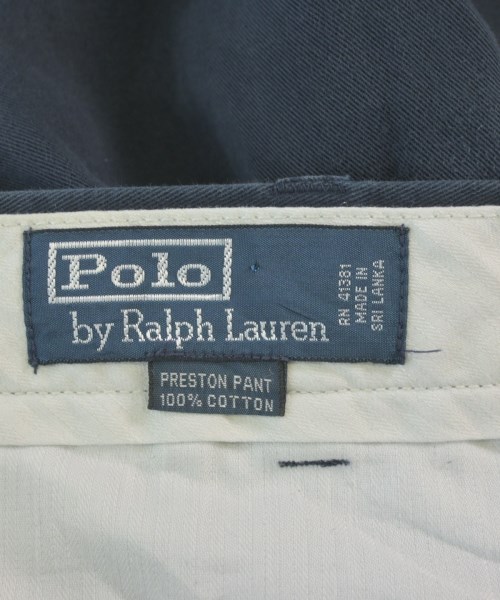 Polo
by Ralph Lauren
RN 41381
MADE IN
SRI LANKA
PRESTON PANT
100% COTTON